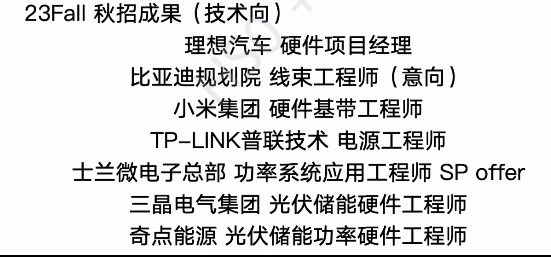 23Fall 秋招成果（技术向）
理想汽车 硬件项目经理
比亚迪规划院 线束工程师（意向）
小米集团 硬件基带工程师
TP-LINK普联技术 电源工程师
士兰微电子总部 功率系统应用工程师 SP offer
三晶电气集团 光伏储能硬件工程师
奇点能源 光伏储能功率硬件工程师